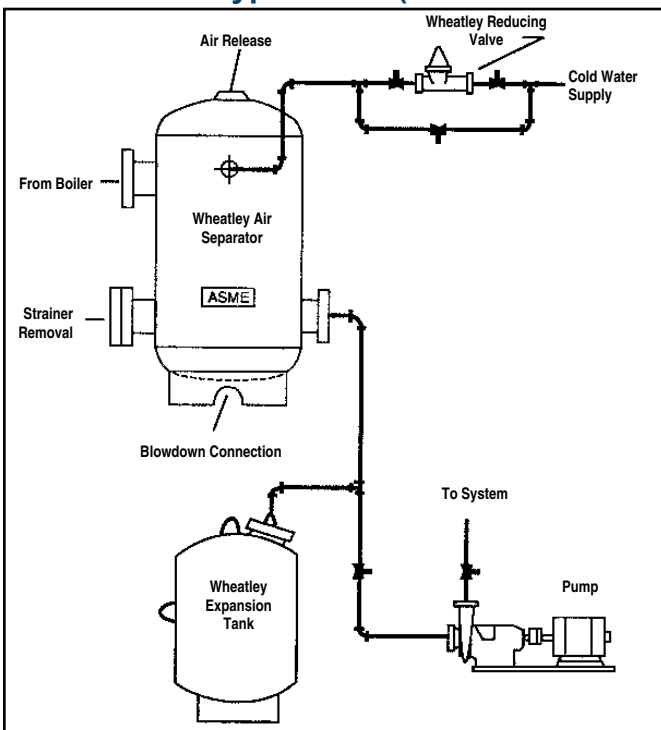 Wheatley Reducing
Valve
Air Release
Cold Water
Supply
From Boiler
Wheatley Air
Separator
ASME
Strainer
Removal
Blowdown Connection
To System
Wheatley
Expansion
Tank
Pump